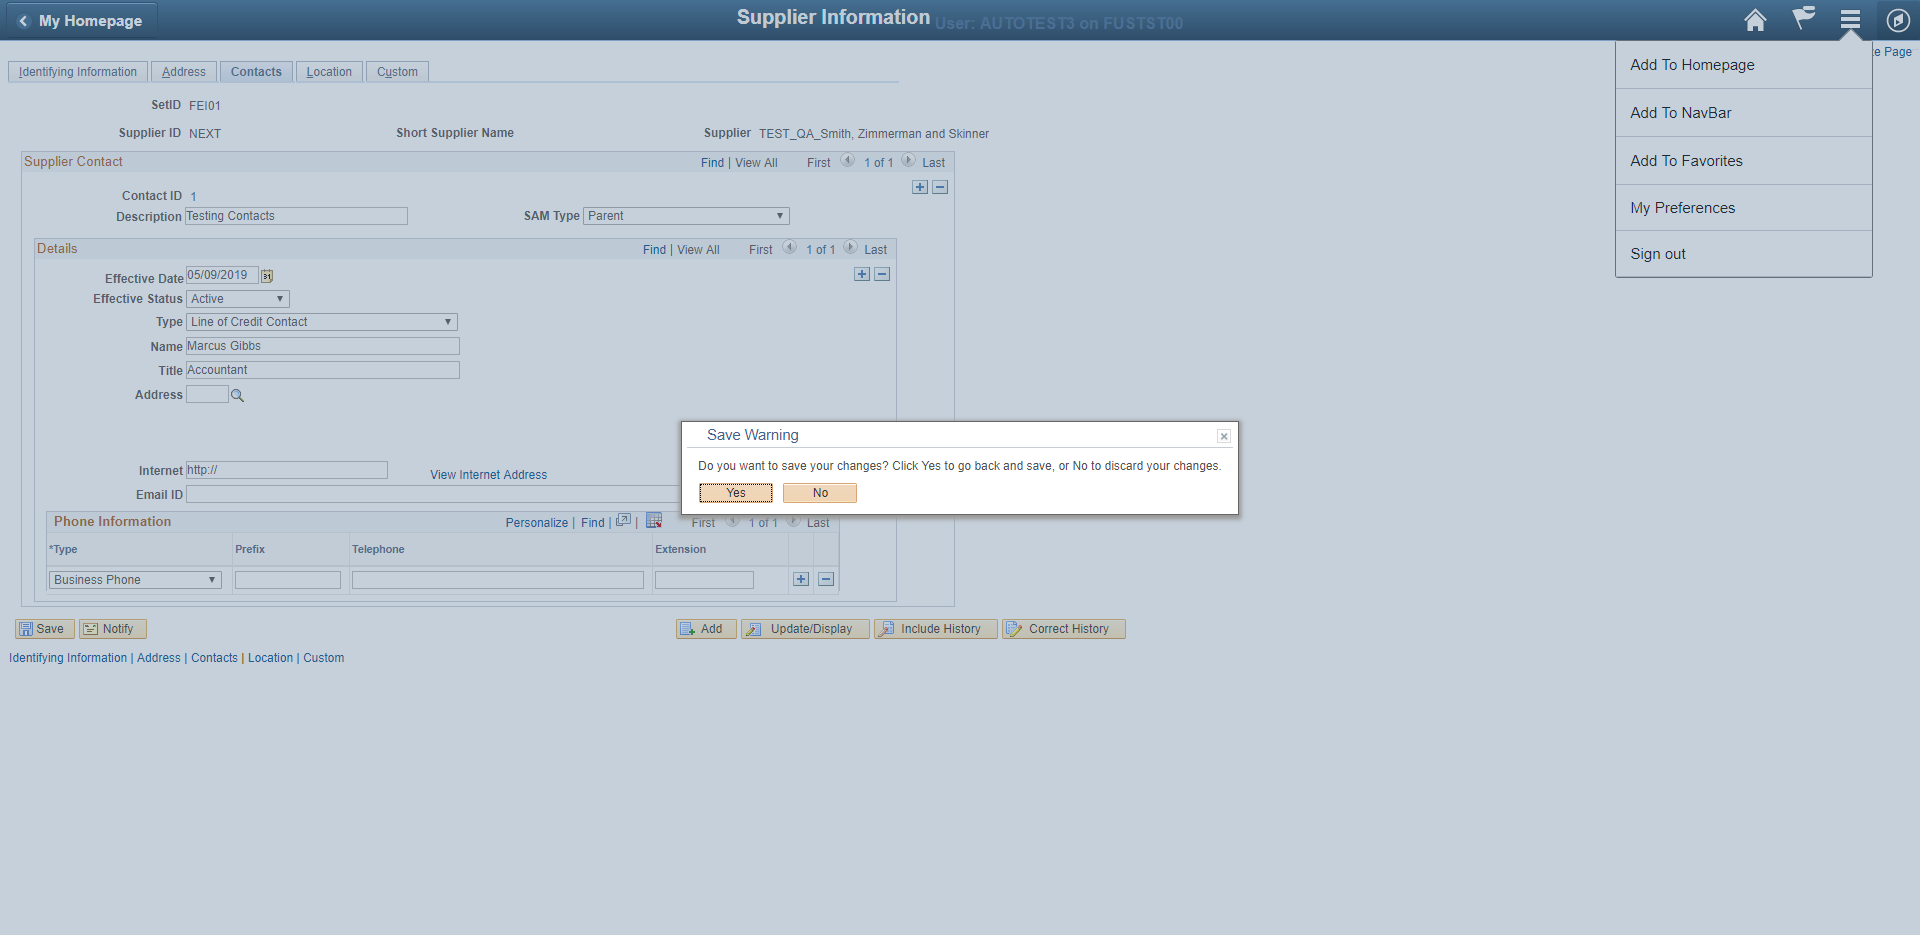 My Homepage
Supplier Information User: AUTOTEST3 on FUSTST00
e Page
Add To Homepage
Add To NavBar
Add To Favorites
My Preferences
Sign out
Identifying Information Address Contacts Location Custom
SetID FEI01
Supplier ID NEXT Short Supplier Name Supplier TEST_QA_Smith, Zimmerman and Skinner
Supplier Contact Find | View All First 1 of 1 Last
Contact ID 1
Description Testing Contacts SAM Type Parent
Details Find | View All First 1 of 1 Last
Effective Date 05/09/2019 31
Effective Status Active
Type Line of Credit Contact
Name Marcus Gibbs
Title Accountant
Address
Internet http:// View Internet Address
Email ID
Save Warning
Do you want to save your changes? Click Yes to go back and save, or No to discard your changes.
Yes No
Phone Information Personalize | Find | | First 1 of 1 Last
*Type Prefix Telephone Extension
Business Phone
Save Notify Add Update/Display Include History Correct History
Identifying Information | Address | Contacts | Location | Custom